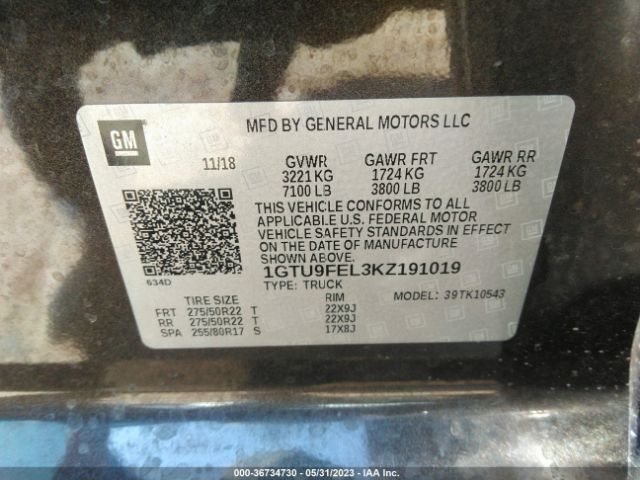 GM
MFD BY GENERAL MOTORS LLC
11/18 GVWR GAWR FRT GAWR RR
3221 KG 1724 KG 1724 KG
7100 LB 3800 LB 3800 LB
THIS VEHICLE CONFORMS TO ALL
APPLICABLE U.S. FEDERAL MOTOR
VEHICLE SAFETY STANDARDS IN EFFECT
ON THE DATE OF MANUFACTURE
SHOWN ABOVE.
634D
1GTU9FEL3KZ191019
TYPE: TRUCK MODEL: 39TK10543
TIRE SIZE RIM
FRT 275/50R22 T 22X9J
RR 275/50R22 T 22X9J
SPA 255/80R17 S 17X8J
000-36734730 - 05/31/2023 - IAA Inc.